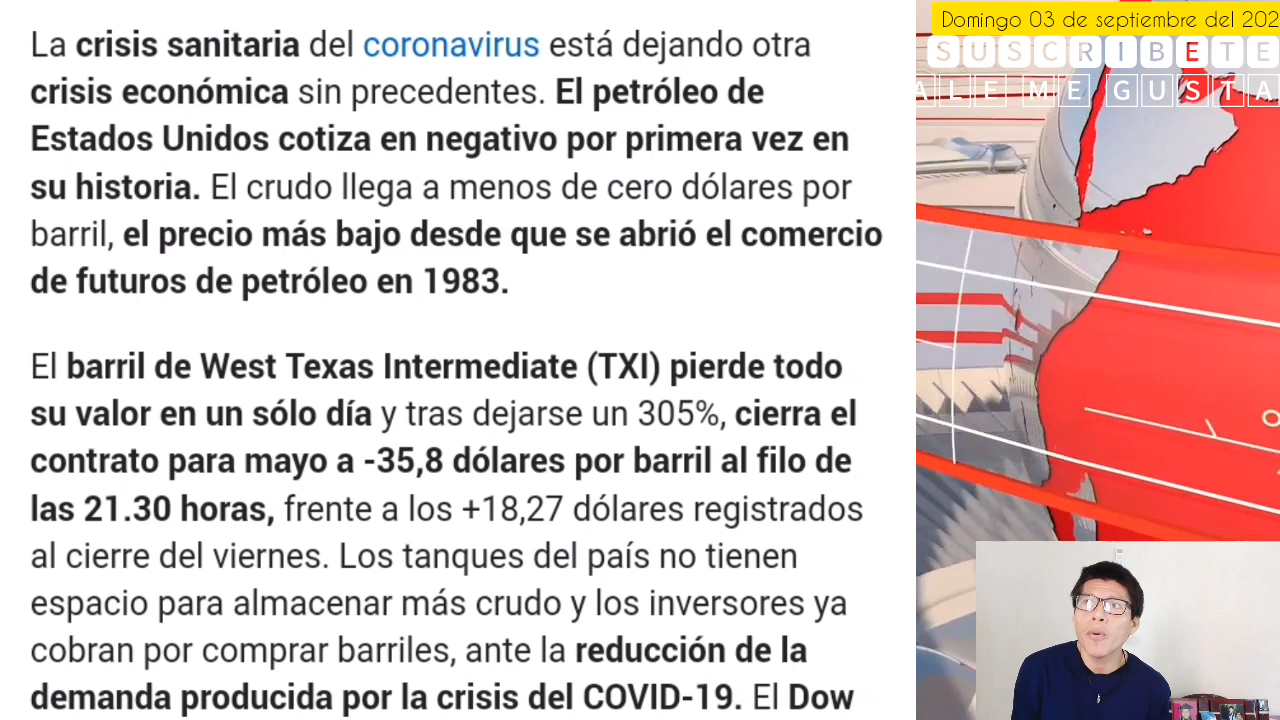 La crisis sanitaria del coronavirus está dejando otra
crisis económica sin precedentes. El petróleo de
Estados Unidos cotiza en negativo por primera vez en
su historia. El crudo llega a menos de cero dólares por
barril, el precio más bajo desde que se abrió el comercio
de futuros de petróleo en 1983.
El barril de West Texas Intermediate (TXI) pierde todo
su valor en un sólo día y tras dejarse un 305%, cierra el
contrato para mayo a -35,8 dólares por barril al filo de
las 21.30 horas, frente a los +18,27 dólares registrados
al cierre del viernes. Los tanques del país no tienen
espacio para almacenar más crudo y los inversores ya
cobran por comprar barriles, ante la reducción de la
demanda producida por la crisis del COVID-19. El Dow
Domingo 03 de septiembre del 202
SUSCRIBETE
ALE ME GUSTA